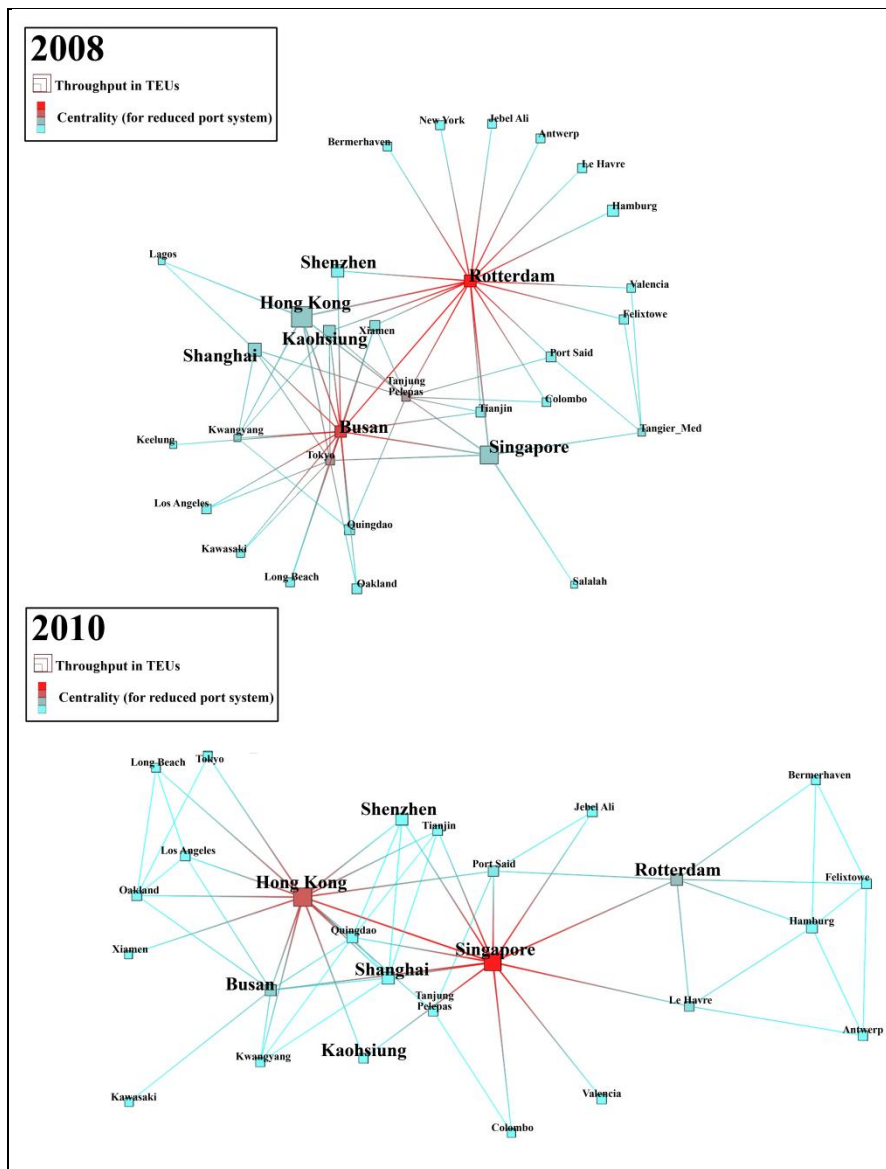 2008
Throughput in TEUs
Centrality (for reduced port system)
New York
Jebel Ali
Antwerp
Bermerhaven
Le Havre
Hamburg
Lagos
Shenzhen
Rotterdam
Valencia
Hong Kong
Felixtowe
Kaohsiung
Xiamen
Shanghai
Port Said
Tanjung
Pelepas
Colombo
Tianjin
Kwangyang
Busan
Tangier_Med
Keelung
Singapore
Tokyo
Los Angeles
Quingdao
Kawasaki
Long Beach
Oakland
Salalah
2010
Throughput in TEUs
Centrality (for reduced port system)
Tokyo
Long Beach
Bermerhaven
Jebel Ali
Shenzhen
Tianjin
Los Angeles
Port Said
Rotterdam
Hong Kong
Felixtowe
Oakland
Hamburg
Quingdao
Xiamen
Singapore
Shanghai
Busan
Tanjung
Pelepas
Le Havre
Antwerp
Kaohsiung
Kwangyang
Kawasaki
Valencia
Colombo